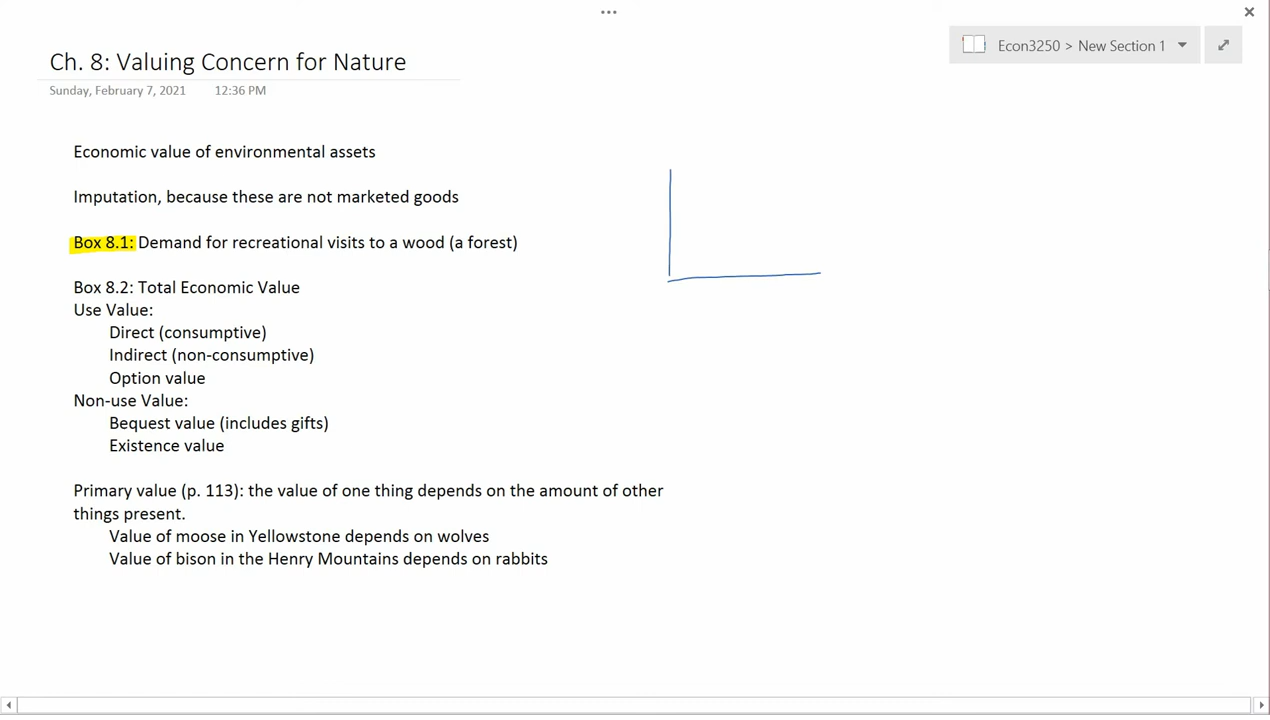 Econ3250 > New Section 1
Ch. 8: Valuing Concern for Nature
Sunday, February 7, 2021 12:36 PM
Economic value of environmental assets
Imputation, because these are not marketed goods
Box 8.1: Demand for recreational visits to a wood (a forest)
Box 8.2: Total Economic Value
Use Value:
Direct (consumptive)
Indirect (non-consumptive)
Option value
Non-use Value:
Bequest value (includes gifts)
Existence value
Primary value (p. 113): the value of one thing depends on the amount of other
things present.
Value of moose in Yellowstone depends on wolves
Value of bison in the Henry Mountains depends on rabbits